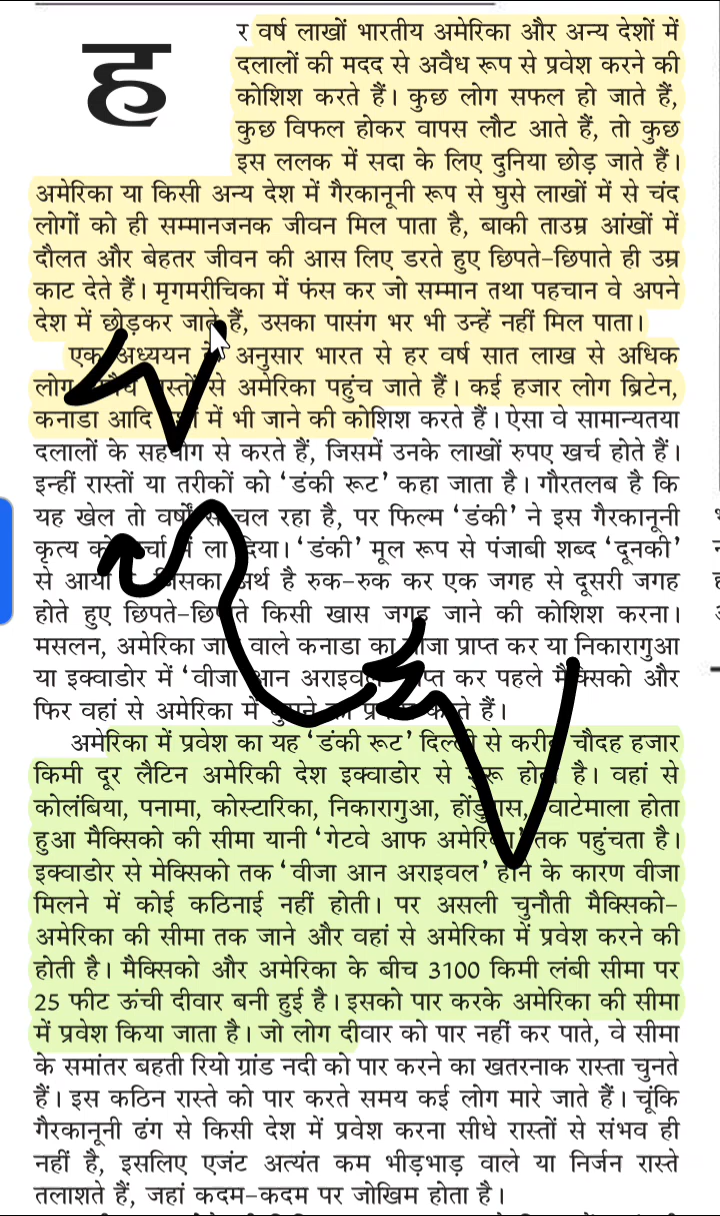 हर वर्ष लाखों भारतीय अमेरिका और अन्य देशों में
दलालों की मदद से अवैध रूप से प्रवेश करने की
कोशिश करते हैं। कुछ लोग सफल हो जाते हैं,
कुछ विफल होकर वापस लौट आते हैं, तो कुछ
इस ललक में सदा के लिए दुनिया छोड़ जाते हैं।
अमेरिका या किसी अन्य देश में गैरकानूनी रूप से घुसे लाखों में से चंद
लोगों को ही सम्मानजनक जीवन मिल पाता है, बाकी ताउम्र आंखों में
दौलत और बेहतर जीवन की आस लिए डरते हुए छिपते-छिपाते ही उम्र
काट देते हैं। मृगमरीचिका में फंस कर जो सम्मान तथा पहचान वे अपने
देश में छोड़कर जाते हैं, उसका पासंग भर भी उन्हें नहीं मिल पाता।
एक अध्ययन के अनुसार भारत से हर वर्ष सात लाख से अधिक
लोग से अमेरिका पहुंच जाते हैं। कई हजार लोग ब्रिटेन,
कनाडा आदि में भी जाने की कोशिश करते हैं। ऐसा वे सामान्यतया
दलालों के सहयोग से करते हैं, जिसमें उनके लाखों रुपए खर्च होते हैं।
इन्हीं रास्तों या तरीकों को ‘डंकी रूट’ कहा जाता है। गौरतलब है कि
यह खेल तो वर्षों से चल रहा है, पर फिल्म ‘डंकी’ ने इस गैरकानूनी
कृत्य को में ला दिया। ‘डंकी’ मूल रूप से पंजाबी शब्द ‘दूनकी’
से आया जिसका अर्थ है रुक-रुक कर एक जगह से दूसरी जगह
होते हुए छिपते-छिपाते किसी खास जगह जाने की कोशिश करना।
मसलन, अमेरिका जाने वाले कनाडा का वीजा प्राप्त कर या निकारागुआ
या इक्वाडोर में ‘वीजा आन अराइवल’ प्राप्त कर पहले मैक्सिको और
फिर वहां से अमेरिका में हैं।
अमेरिका में प्रवेश का यह ‘डंकी रूट’ दिल्ली से करीब चौदह हजार
किमी दूर लैटिन अमेरिकी देश इक्वाडोर से शुरू होता है। वहां से
कोलंबिया, पनामा, कोस्टारिका, निकारागुआ, होंडुरास, ग्वाटेमाला होता
हुआ मैक्सिको की सीमा यानी ‘गेटवे आफ अमेरिका’ तक पहुंचता है।
इक्वाडोर से मेक्सिको तक ‘वीजा आन अराइवल’ होने के कारण वीजा
मिलने में कोई कठिनाई नहीं होती। पर असली चुनौती मैक्सिको-
अमेरिका की सीमा तक जाने और वहां से अमेरिका में प्रवेश करने की
होती है। मैक्सिको और अमेरिका के बीच 3100 किमी लंबी सीमा पर
25 फीट ऊंची दीवार बनी हुई है। इसको पार करके अमेरिका की सीमा
में प्रवेश किया जाता है। जो लोग दीवार को पार नहीं कर पाते, वे सीमा
के समांतर बहती रियो ग्रांड नदी को पार करने का खतरनाक रास्ता चुनते
हैं। इस कठिन रास्ते को पार करते समय कई लोग मारे जाते हैं। चूंकि
गैरकानूनी ढंग से किसी देश में प्रवेश करना सीधे रास्तों से संभव ही
नहीं है, इसलिए एजंट अत्यंत कम भीड़भाड़ वाले या निर्जन रास्ते
तलाशते हैं, जहां कदम-कदम पर जोखिम होता है।